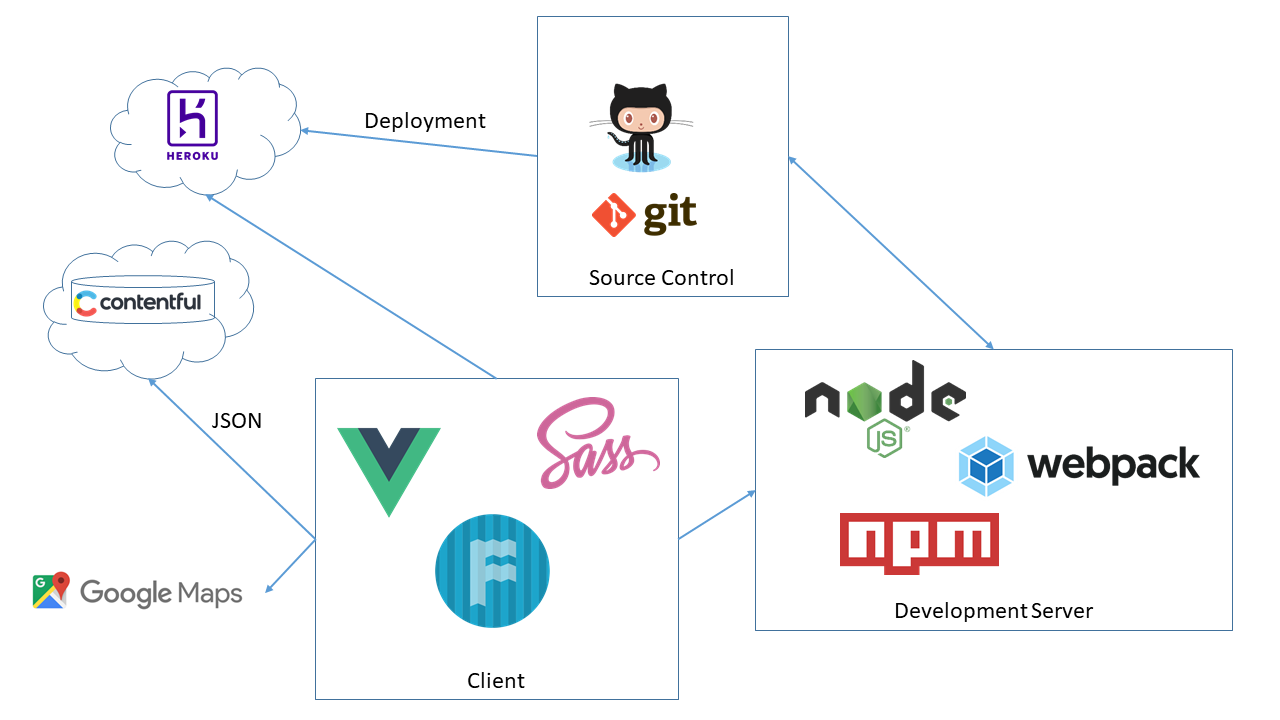 HEROKU
Deployment
git
Source Control
contentful
JSON
G
Google Maps
Sass
F
Client
node
JS
®
webpack
npm
Development Server